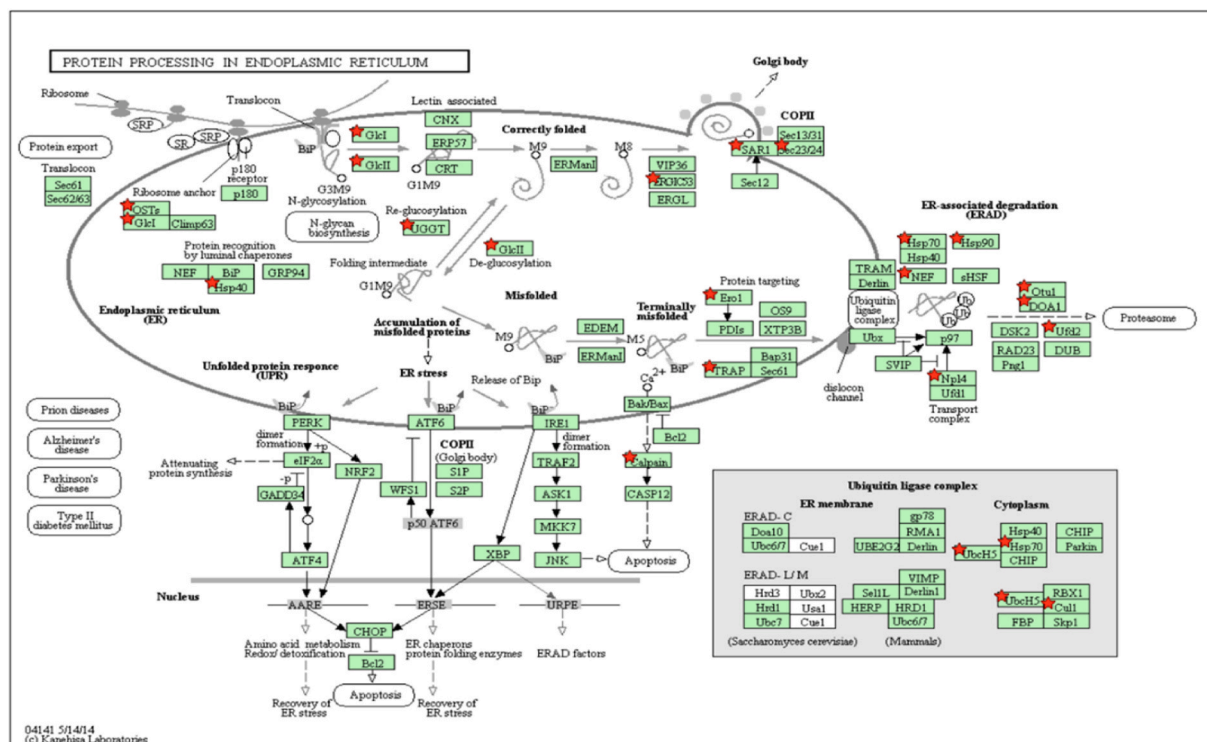 PROTEIN PROCESSING IN ENDOPLASMIC RETICULUM
Golgi body
Ribosome
Translocon
Lectin associated
COPII
SRP
SR
SRP
BiP
GlcI
GlcII
CNX
ERP57
CRT
Correctly folded
M9
M8
ERManI
VIP36
ERGIC53
ERGL
SAR1
Sec13/31
Sec23/24
Sec12
Protein export
Translocon
Sec61
Sec62/63
p180
receptor
p180
Ribosome anchor
OSTs
GlcI
Climp63
G3M9
N-glycosylation
G1M9
N-glycan
biosynthesis
Re-glucosylation
UGGT
GlcII
De-glucosylation
ER-associated degradation
(ERAD)
Hsp70
Hsp40
Hsp90
NEF
sHSF
TRAM
Derlin
Protein recognition
by luminal chaperones
NEF
BiP
GRP94
Hsp40
Folding intermediate
G1M9
Endoplasmic reticulum
(ER)
Misfolded
Accumulation of
misfolded proteins
M9
BiP
EDEM
ERManI
Terminally
misfolded
M5
BiP
Protein targeting
Ero1
PDIs
OS9
XTP3B
TRAP
Bap31
Sec61
Ubiquitin
ligase
complex
Ubx
Ub
Ub
Ub
p97
SVIP
Npl4
Ufd1
Transport
complex
dislocon
channel
Otu1
DOA1
DSK2
Ufd2
RAD23
DUB
Png1
Proteasome
Unfolded protein responce
(UPR)
ER stress
Release of Bip
Ca2+
BiP
BiP
BiP
PERK
ATF6
IRE1
Bak/Bax
Bcl2
Prion diseases
Alzheimer's
disease
Parkinson's
disease
Type II
diabetes mellitus
dimer
formation
+p
eIF2α
Attenuating
protein synthesis
-p
GADD34
NRF2
ATF4
WFS1
COPII
(Golgi body)
S1P
S2P
p50 ATF6
dimer
formation
TRAF2
ASK1
MKK7
JNK
XBP
Calpain
CASP12
Apoptosis
Nucleus
AARE
ERSE
URPE
CHOP
Bcl2
Apoptosis
Amino acid metabolism
Redox/ detoxification
ER chaperons
protein folding enzymes
ERAD factors
Recovery of
ER stress
Recovery of
ER stress
Ubiquitin ligase complex
ER membrane
Cytoplasm
ERAD- C
Doa10
Ubc6/7
Cue1
gp78
RMA1
UBE2G2
Derlin
Hsp40
UbcH5
Hsp70
CHIP
CHIP
Parkin
ERAD- L/ M
Hrd3
Ubx2
Hrd1
Usa1
Ubc7
Cue1
VIMP
Sel1L
Derlin1
HERP
HRD1
Ubc6/7
UbcH5
RBX1
Cul1
FBP
Skp1
(Saccharomyces cerevisiae)
(Mammals)
04141 5/14/14
(c) Kanehisa Laboratories